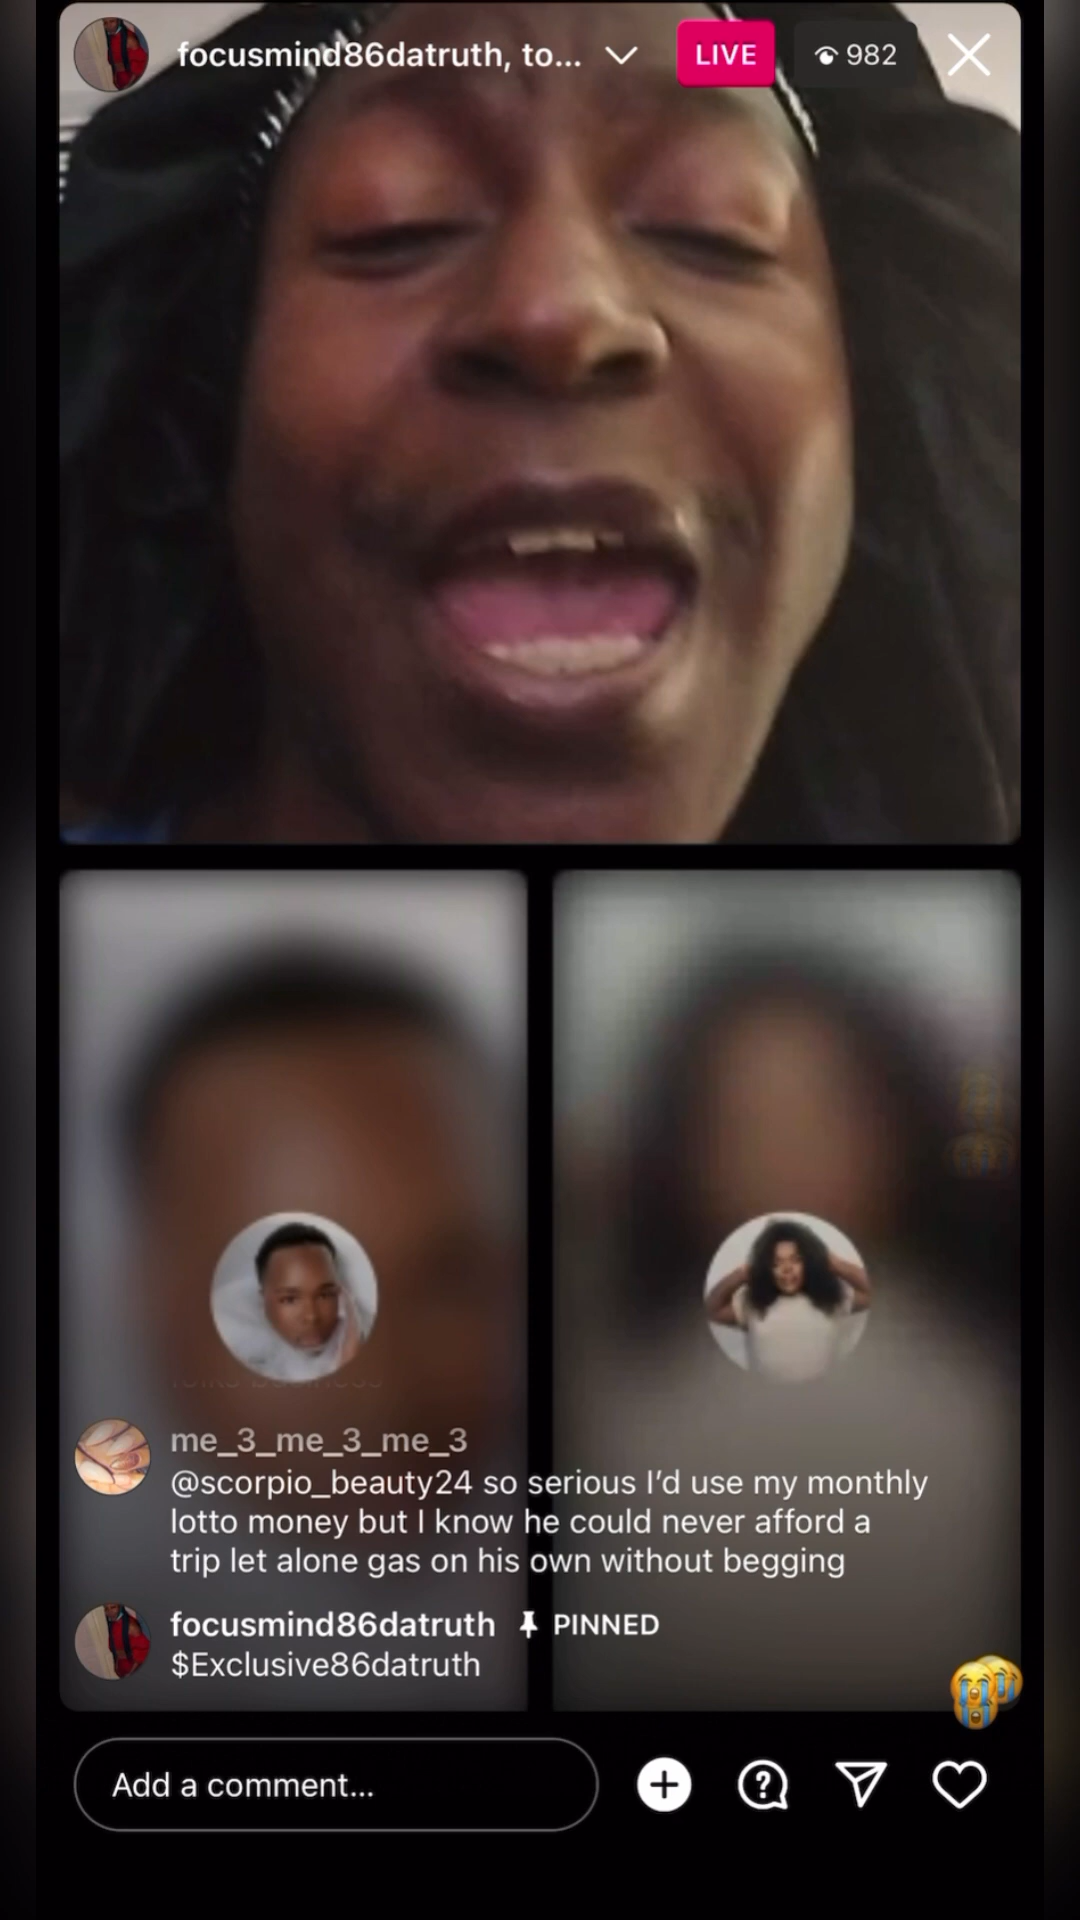 focusmind86datatruth, to...
LIVE
982
me_3_me_3_me_3
@scorpio_beauty24 so serious I’d use my monthly
lotto money but I know he could never afford a
trip let alone gas on his own without begging
focusmind86datruth PINNED
$Exclusive86datruth
Add a comment...